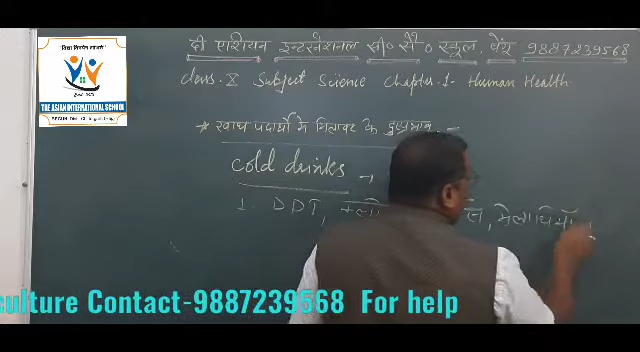 दी एशियन इन्टरनेशनल सी० सै० स्कूल, बेंगू 9887239568
Class-X Subject Science Chapter-1- Human Health
THE ASIAN INTERNATIONAL SCHOOL
* खाद्य पदार्थों में मिलावट के दुष्प्रभाव -
Cold drinks →
1. DDT,
culture Contact-9887239568 For help